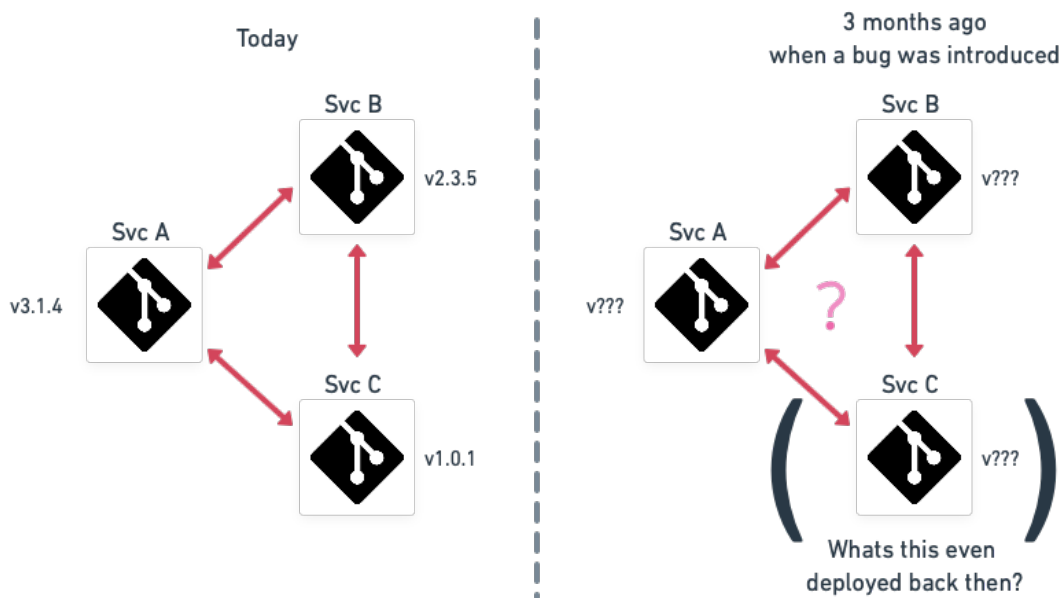 Today
Svc B
v2.3.5
Svc A
v3.1.4
Svc C
v1.0.1
3 months ago
when a bug was introduced
Svc B
v???
Svc A
v???
?
Svc C
v???
Whats this even
deployed back then?